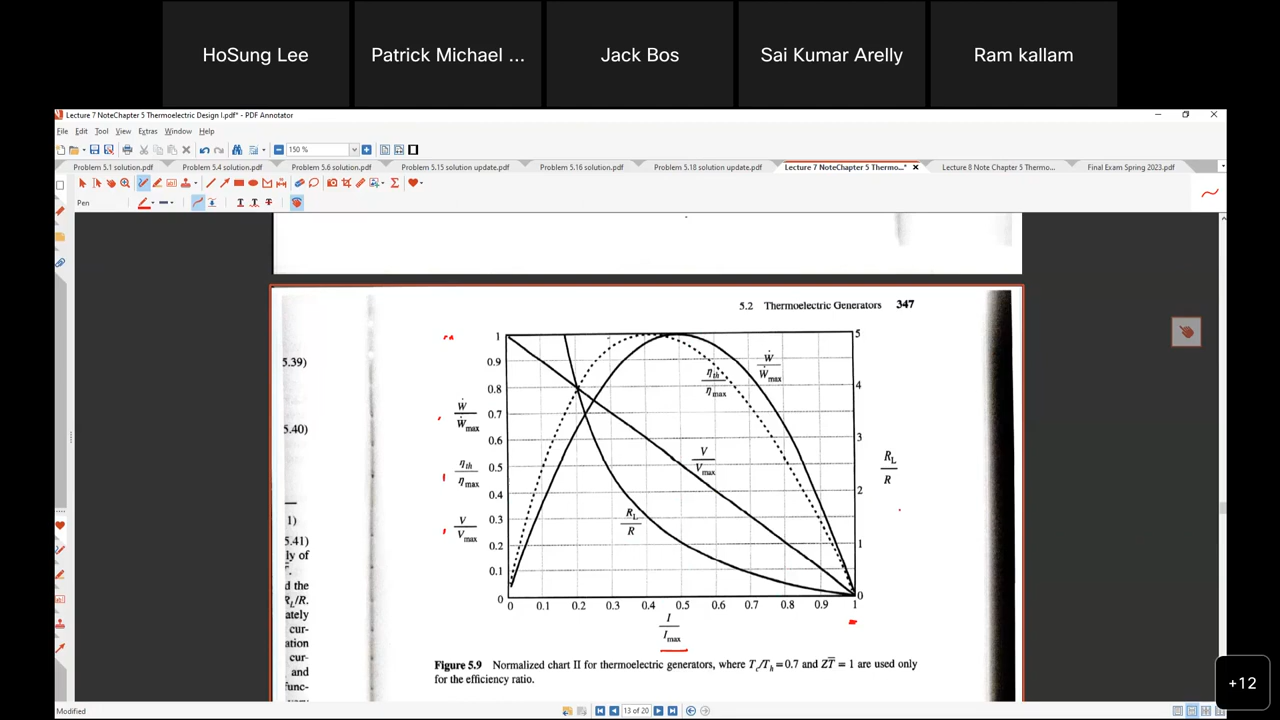 HoSung Lee
Patrick Michael ...
Jack Bos
Sai Kumar Arelly
Ram kallam
Lecture 7 NoteChapter 5 Thermoelectric Design I.pdf* - PDF Annotator
File Edit Tool View Extras Window Help
150 %
Problem 5.1 solution.pdf
Problem 5.4 solution.pdf
Problem 5.6 solution.pdf
Problem 5.15 solution update.pdf
Problem 5.16 solution.pdf
Problem 5.18 solution update.pdf
Lecture 7 NoteChapter 5 Thermo...*
Lecture 8 Note Chapter 5 Thermo...
Final Exam Spring 2023.pdf
Pen
5.2 Thermoelectric Generators 347
5.39)
5.40)
1)
5.41)
ly of
d the
R_L/R.
ately
cur-
ation
cur-
and
func-
1
0.9
0.8
0.7
0.6
0.5
0.4
0.3
0.2
0.1
0
Ẇ
Ẇmax
ηth
ηmax
V
Vmax
ηth
ηmax
Ẇ
Ẇmax
V
Vmax
RL
R
5
4
3
2
1
0
RL
R
0 0.1 0.2 0.3 0.4 0.5 0.6 0.7 0.8 0.9 1
I
Imax
Figure 5.9 Normalized chart II for thermoelectric generators, where Tc/Th = 0.7 and ZT̅ = 1 are used only
for the efficiency ratio.
+12
Modified
13 of 20